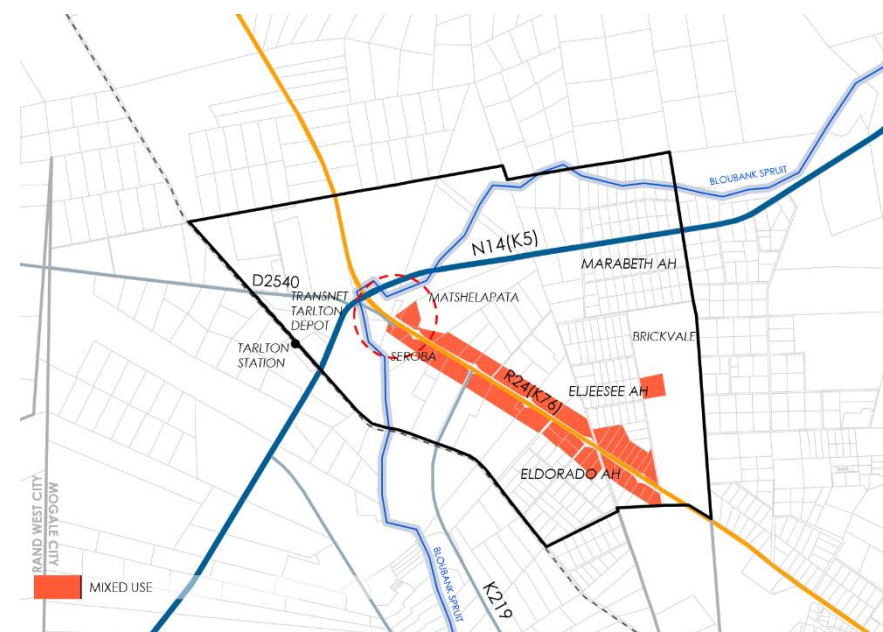 BLOUBANK SPRUIT
N14(K5)
MARABETH AH
D2540
TRANSNET
TARLTON
DEPOT
MATSHELAPATA
TARLTON
STATION
SEROBA
BRICKVALE
R24(K76)
ELJEESEE AH
ELDORADO AH
RAND WEST CITY
MOGALE CITY
BLOUBANK SPRUIT
K219
MIXED USE